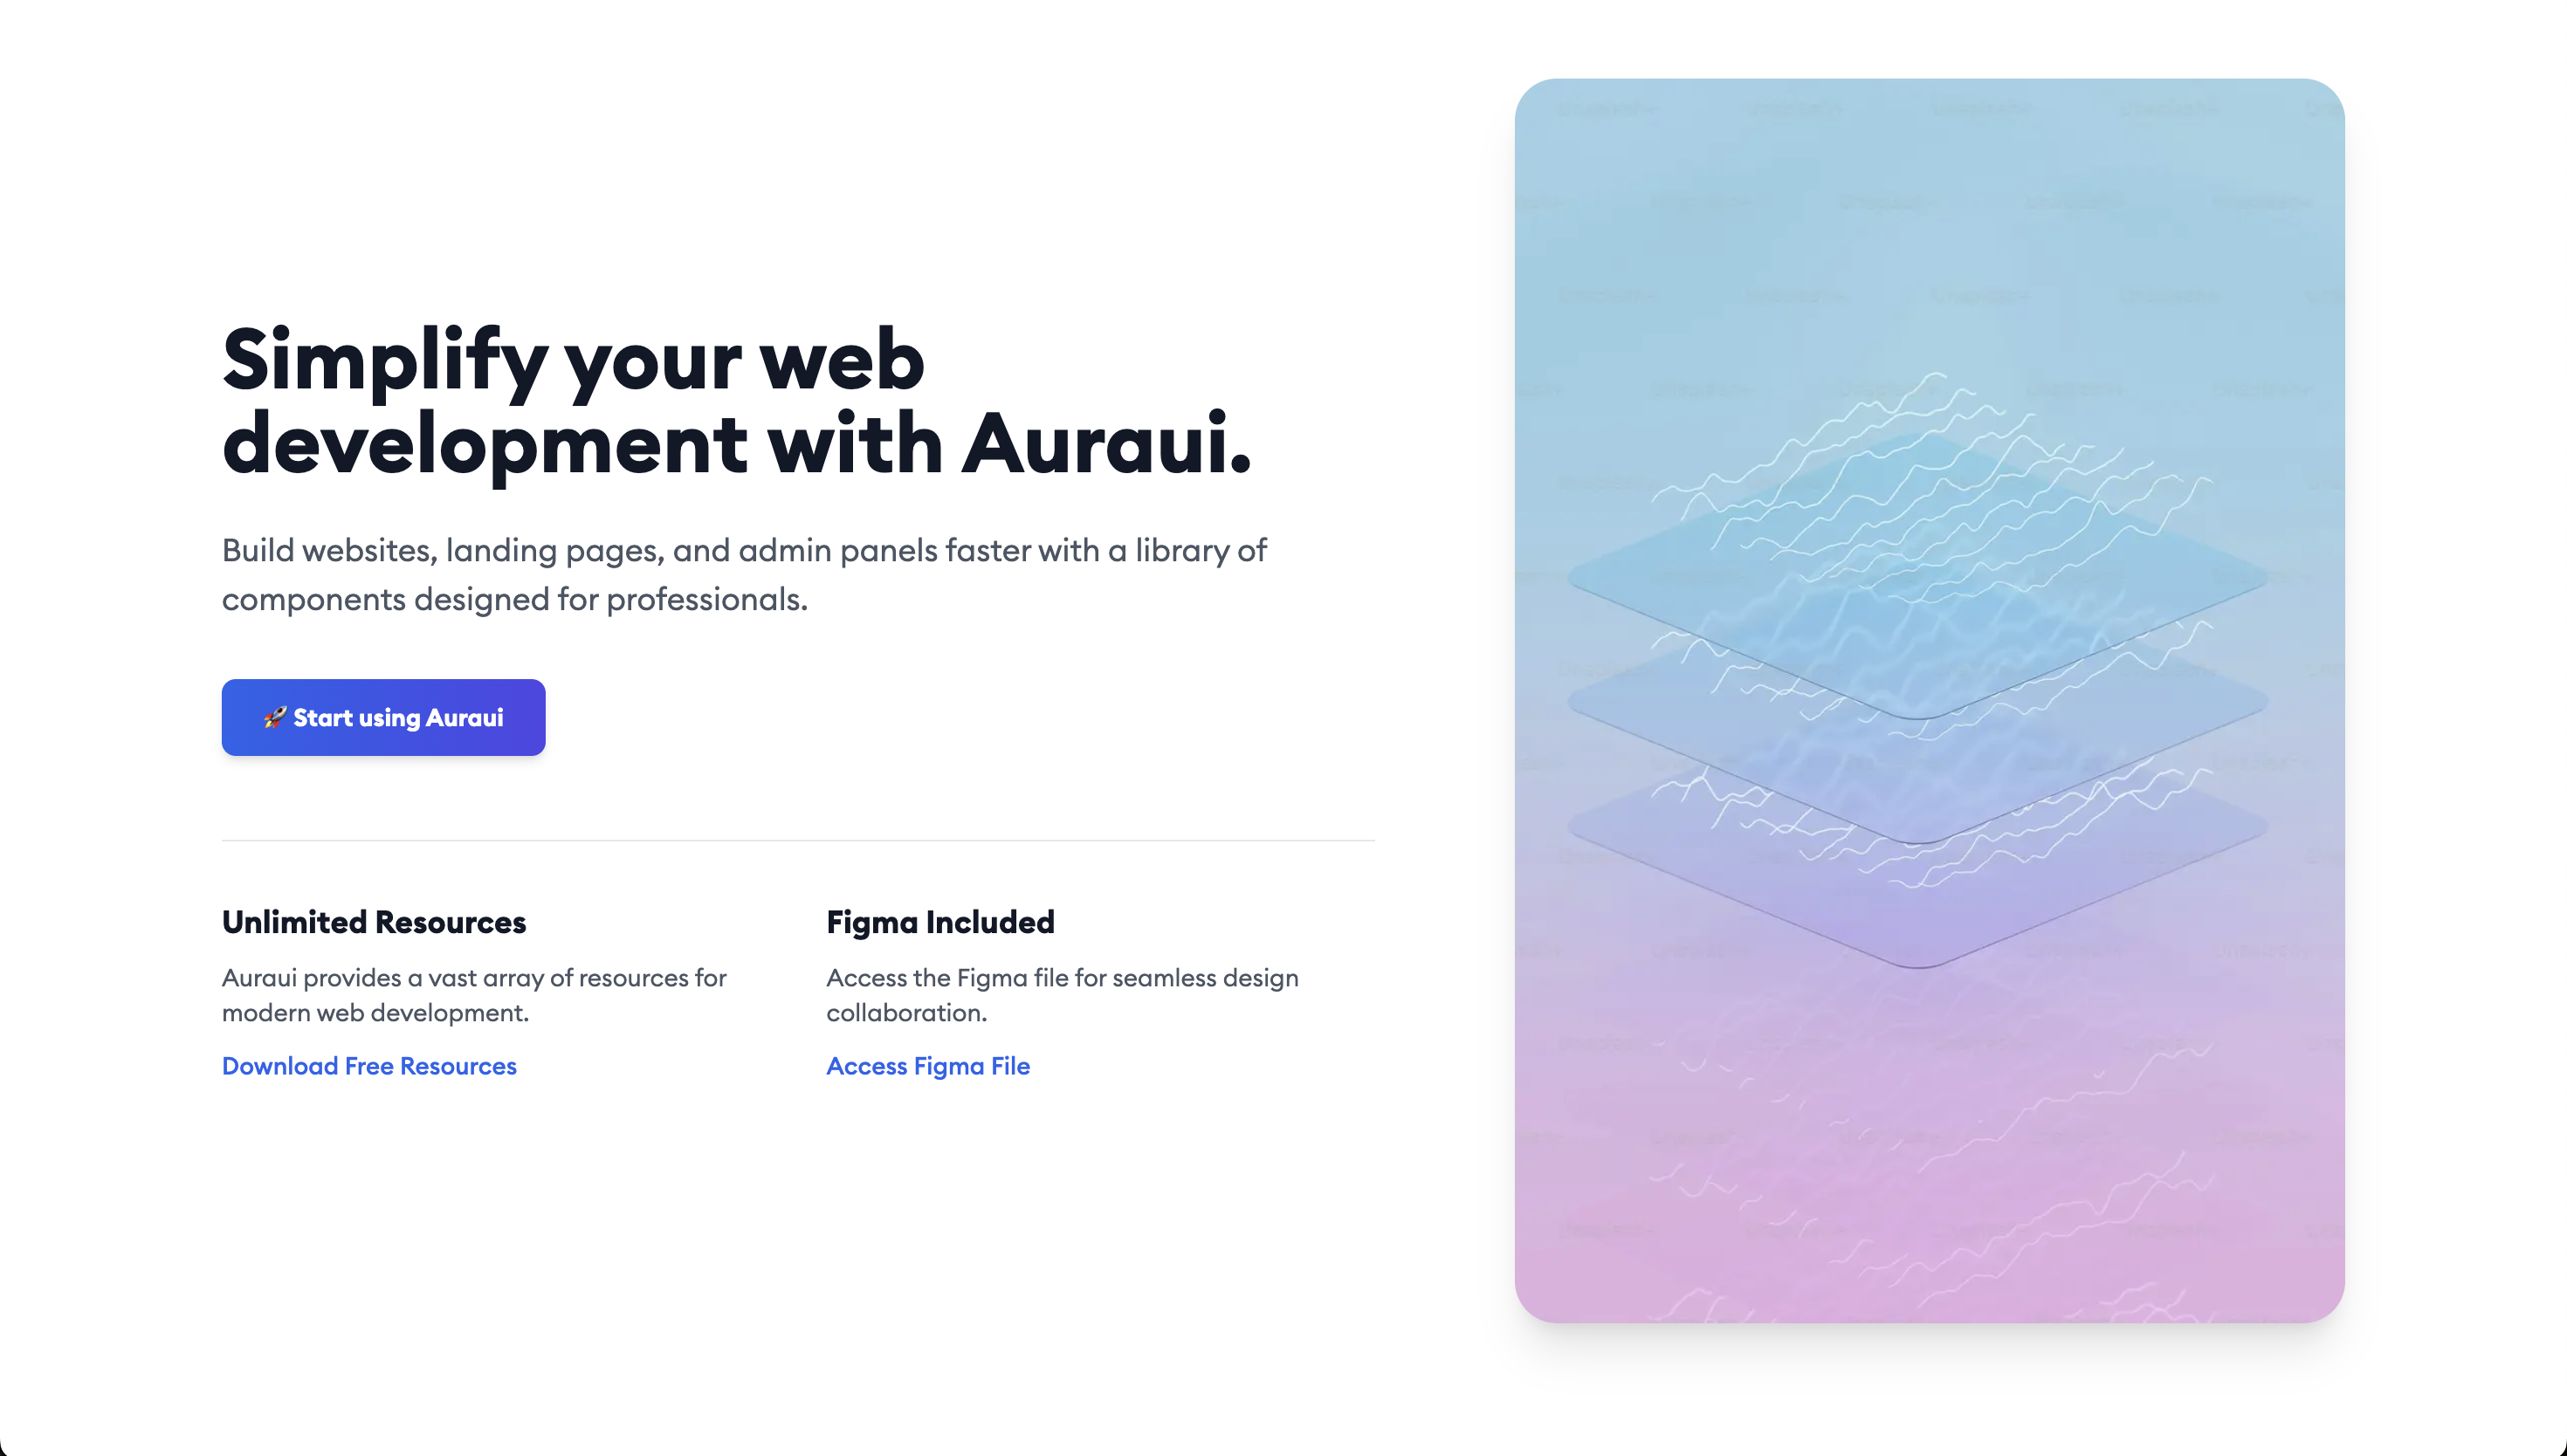 Simplify your web
development with Auraui.
Build websites, landing pages, and admin panels faster with a library of
components designed for professionals.
🚀 Start using Auraui
Unlimited Resources
Auraui provides a vast array of resources for
modern web development.
Download Free Resources
Figma Included
Access the Figma file for seamless design
collaboration.
Access Figma File